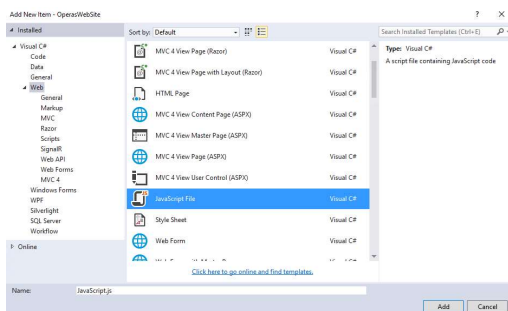 Add New Item - OperasWebSite
? X
Installed
Sort by: Default
Search Installed Templates (Ctrl+E)
Visual C#
Code
Data
General
Web
General
Markup
MVC
Razor
Scripts
SignalR
Web API
Web Forms
MVC 4
Windows Forms
WPF
Silverlight
SQL Server
Workflow
Online
MVC 4 View Page (Razor) Visual C#
MVC 4 View Page with Layout (Razor) Visual C#
HTML Page Visual C#
MVC 4 View Content Page (ASPX) Visual C#
MVC 4 View Master Page (ASPX) Visual C#
MVC 4 View Page (ASPX) Visual C#
MVC 4 View User Control (ASPX) Visual C#
JavaScript File Visual C#
Style Sheet Visual C#
Web Form Visual C#
Click here to go online and find templates.
Type: Visual C#
A script file containing JavaScript code
Name: JavaScript.js
Add Cancel